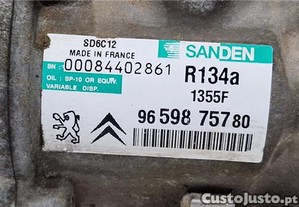 SD6C12
MADE IN FRANCE
SANDEN
SN: 00084402861
R134a
OIL: SP-10 OR EQUIV.
VARIABLE DISP.
1355F
96 598 757 80
CustoJusto.pt